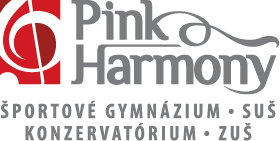 Pink
Harmony
ŠPORTOVÉ GYMNÁZIUM • SUŠ
KONZERVATÓRIUM • ZUŠ